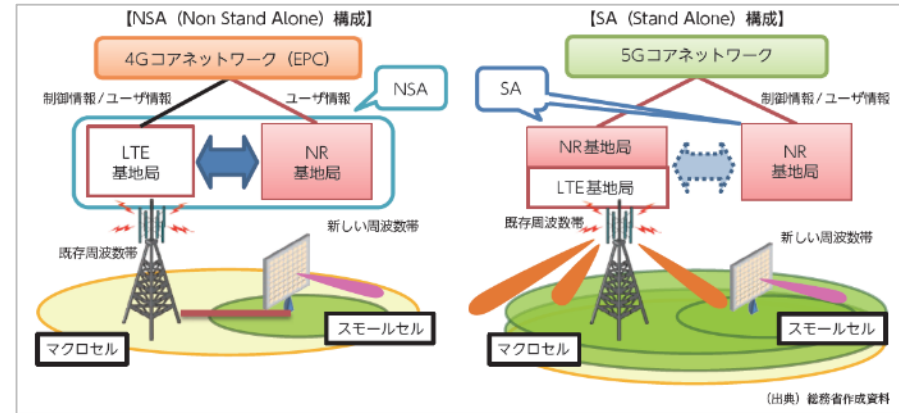 【NSA（Non Stand Alone）構成】
4Gコアネットワーク（EPC）
制御情報/ユーザ情報
ユーザ情報
NSA
LTE
基地局
NR
基地局
既存周波数帯
新しい周波数帯
マクロセル
スモールセル
【SA（Stand Alone）構成】
5Gコアネットワーク
SA
制御情報/ユーザ情報
NR基地局
LTE基地局
NR
基地局
既存周波数帯
新しい周波数帯
マクロセル
スモールセル
（出典）総務省作成資料